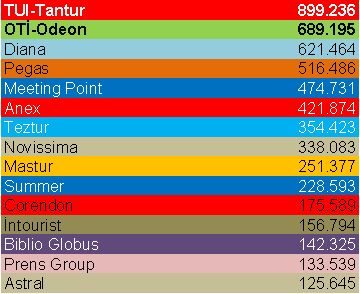 TUI-Tantur 899.236
OTİ-Odeon 689.195
Diana 621.464
Pegas 516.486
Meeting Point 474.731
Anex 421.874
Teztur 354.423
Novissima 338.083
Mastur 251.377
Summer 228.593
Corendon 175.589
İntourist 156.794
Biblio Globus 142.325
Prens Group 133.539
Astral 125.645